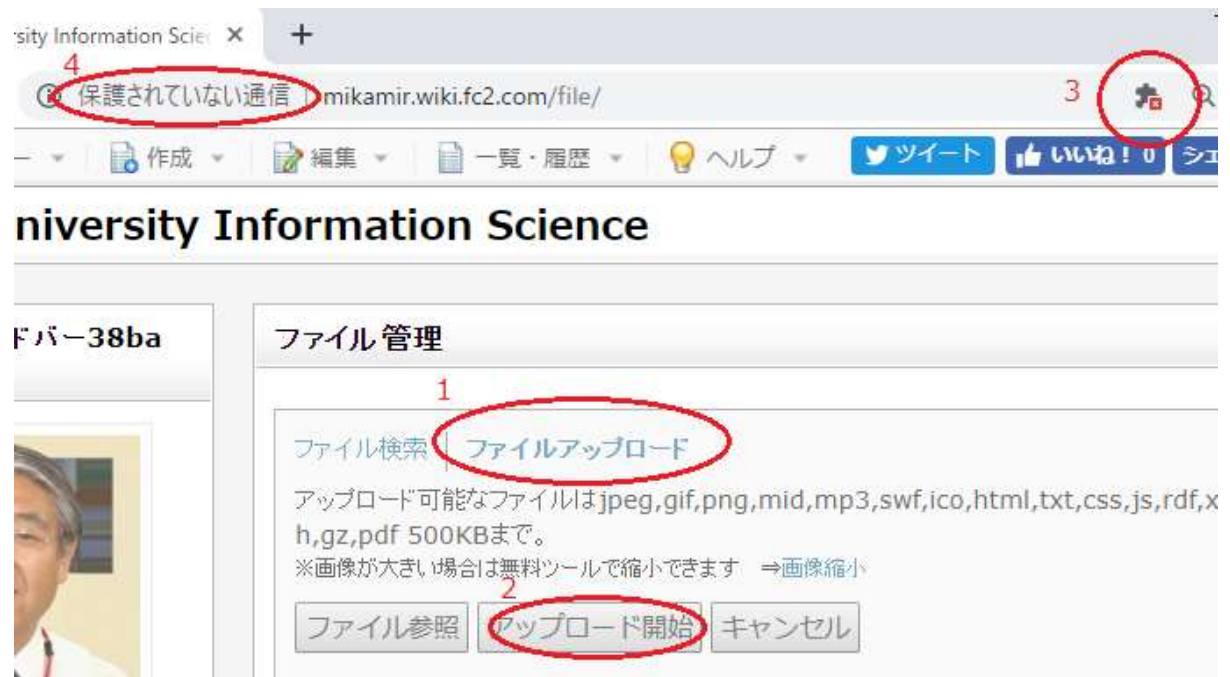 rsity Information Scien × +
4
保護されていない通信 | mikamir.wiki.fc2.com/file/
3
ー 作成 編集 一覧・履歴 ヘルプ ツイート いいね! 0 シェ
niversity Information Science
ドバー38ba
ファイル管理
1
ファイル検索 | ファイルアップロード
アップロード可能なファイルはjpeg,gif,png,mid,mp3,swf,ico,html,txt,css,js,rdf,x
h,gz,pdf 500KBまで。
※画像が大きい場合は無料ツールで縮小できます ⇒画像縮小
2
ファイル参照 アップロード開始 キャンセル